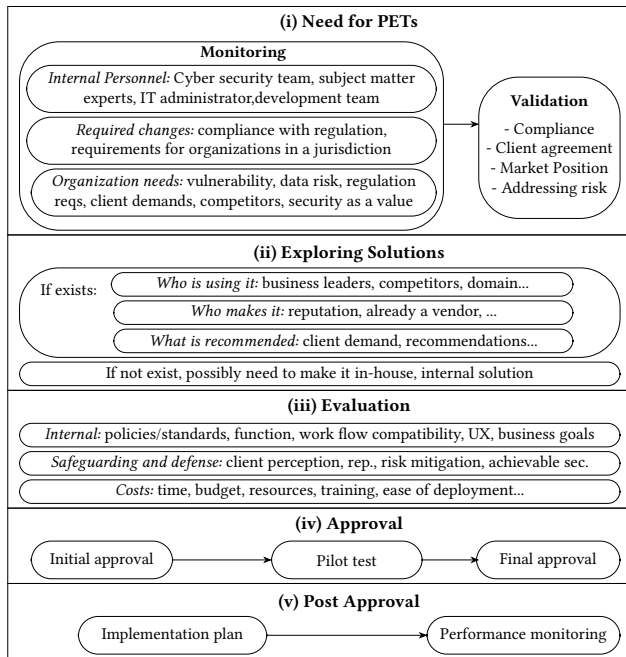 (i) Need for PETs
Monitoring
Internal Personnel: Cyber security team, subject matter
experts, IT administrator,development team
Required changes: compliance with regulation,
requirements for organizations in a jurisdiction
Organization needs: vulnerability, data risk, regulation
reqs, client demands, competitors, security as a value
Validation
- Compliance
- Client agreement
- Market Position
- Addressing risk
(ii) Exploring Solutions
If exists:
Who is using it: business leaders, competitors, domain...
Who makes it: reputation, already a vendor, ...
What is recommended: client demand, recommendations...
If not exist, possibly need to make it in-house, internal solution
(iii) Evaluation
Internal: policies/standards, function, work flow compatibility, UX, business goals
Safeguarding and defense: client perception, rep., risk mitigation, achievable sec.
Costs: time, budget, resources, training, ease of deployment...
(iv) Approval
Initial approval
Pilot test
Final approval
(v) Post Approval
Implementation plan
Performance monitoring